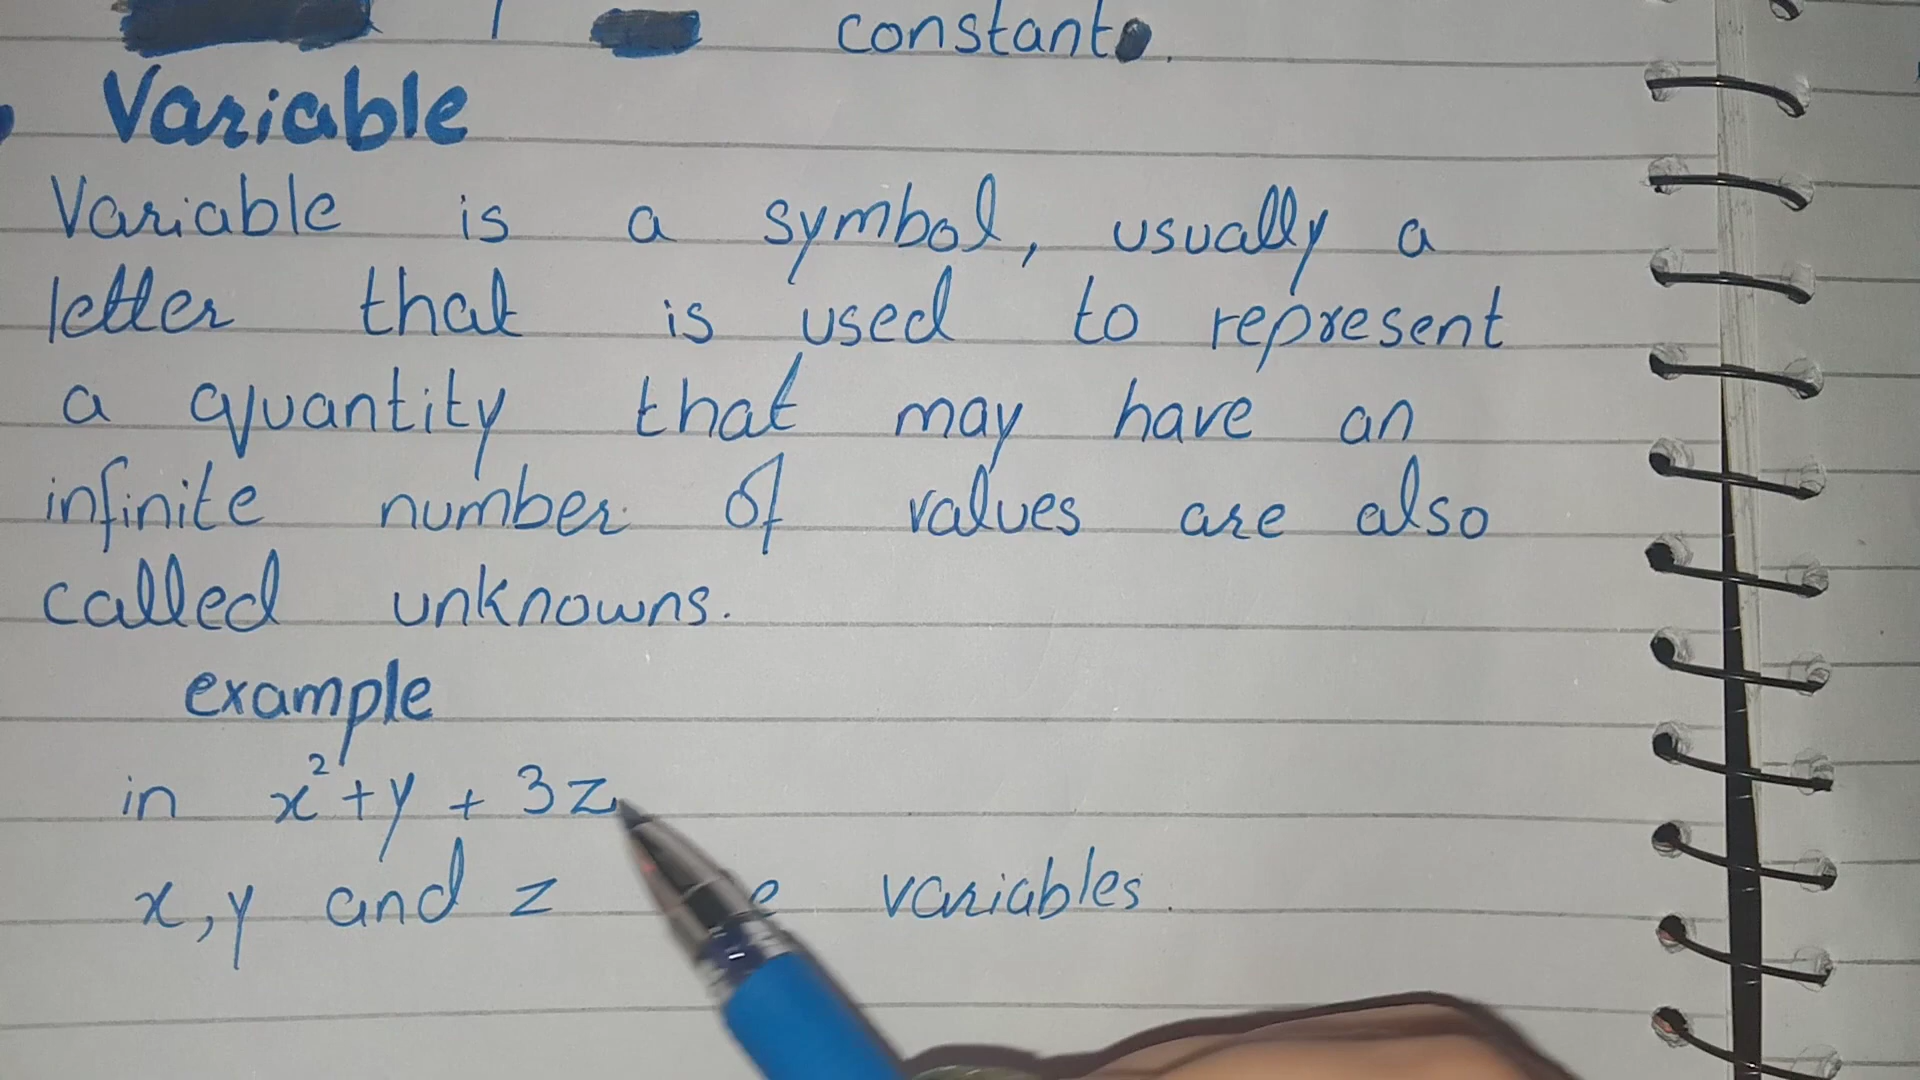 constant
Variable
Variable is a symbol, usually a
letter that is used to represent
a quantity that may have an
infinite number of values are also
called unknowns.
example
in x²+y + 3z
x, y and z variables.